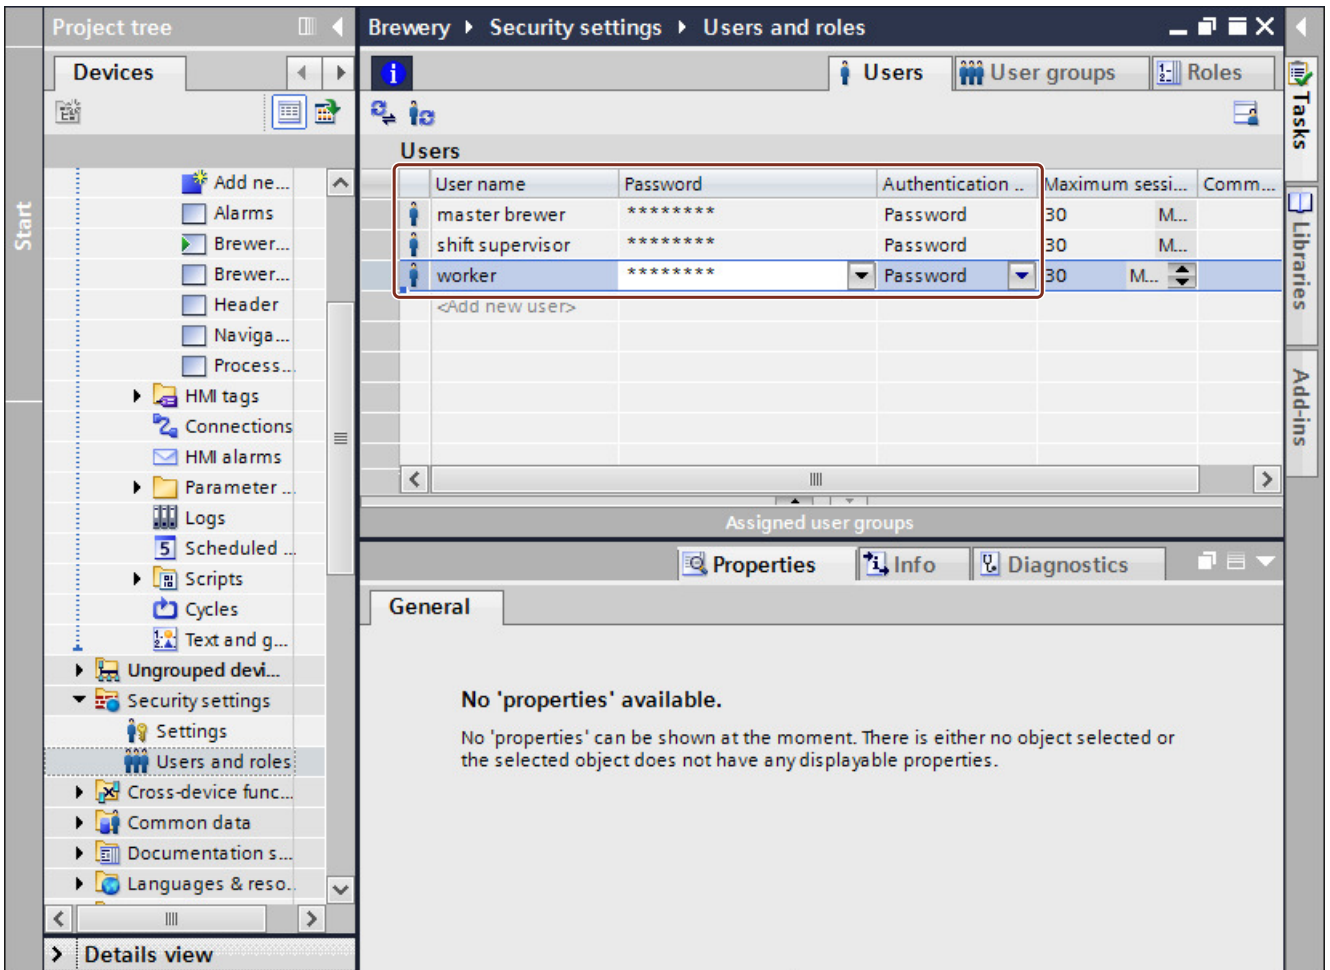 Project tree
Brewery ▸ Security settings ▸ Users and roles
Devices
Users
User groups
Roles
Users
User name Password Authentication .. Maximum sessi... Comm...
master brewer ******** Password 30 M...
shift supervisor ******** Password 30 M...
worker ******** Password 30 M...
<Add new user>
Start
Add ne...
Alarms
Brewer...
Brewer...
Header
Naviga...
Process...
HMI tags
Connections
HMI alarms
Parameter ...
Logs
Scheduled ...
Scripts
Cycles
Text and g...
Ungrouped devi...
Security settings
Settings
Users and roles
Cross-device func...
Common data
Documentation s...
Languages & reso..
Details view
Assigned user groups
Properties
Info
Diagnostics
General
No 'properties' available.
No 'properties' can be shown at the moment. There is either no object selected or
the selected object does not have any displayable properties.
Tasks
Libraries
Add-ins